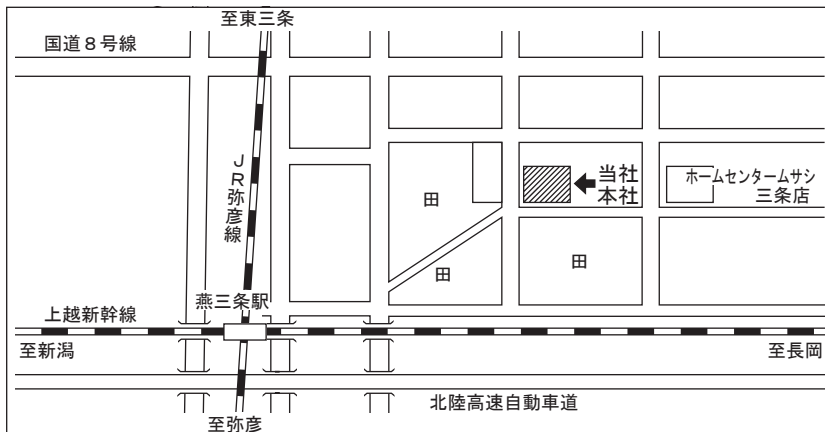 至東三条
国道８号線
ＪＲ弥彦線
当社
本社
ホームセンタームサシ
三条店
田
田
田
燕三条駅
上越新幹線
至新潟
至長岡
北陸高速自動車道
至弥彦